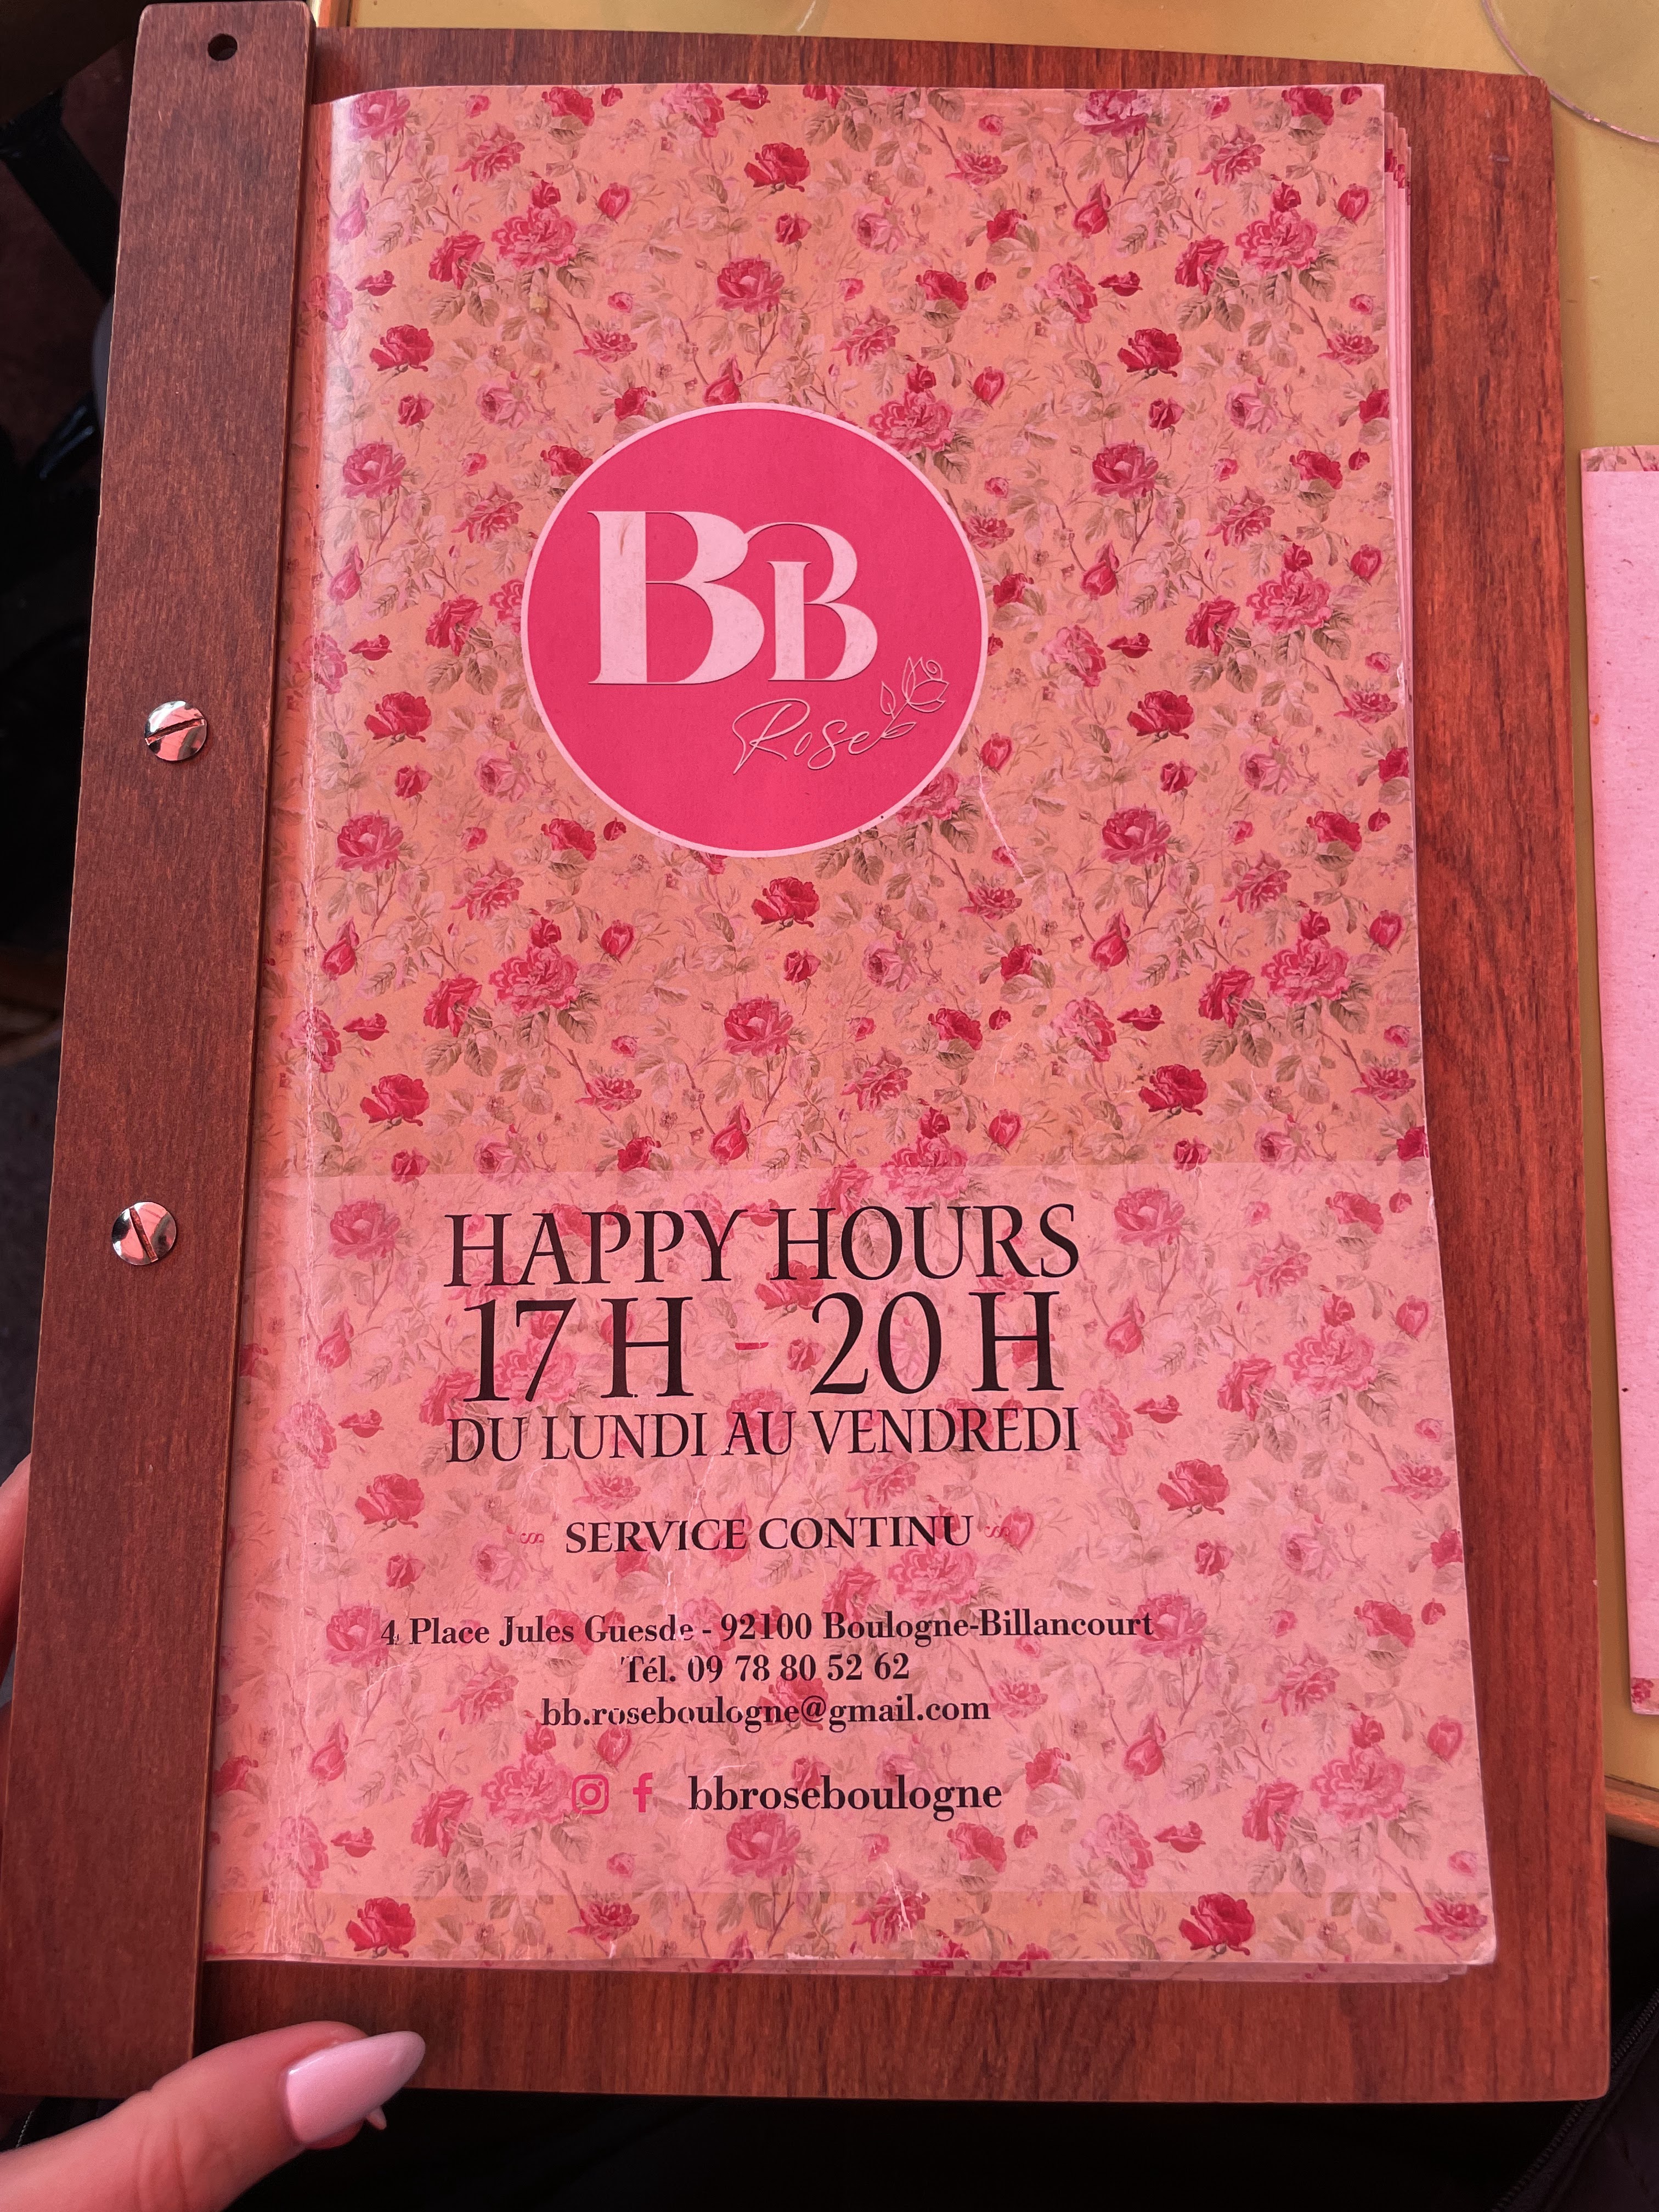 BB
Rose
HAPPY HOURS
17 H - 20 H
DU LUNDI AU VENDREDI
SERVICE CONTINU
4 Place Jules Guesde - 92100 Boulogne-Billancourt
Tél. 09 78 80 52 62
bb.roseboulogne@gmail.com
bbroseboulogne